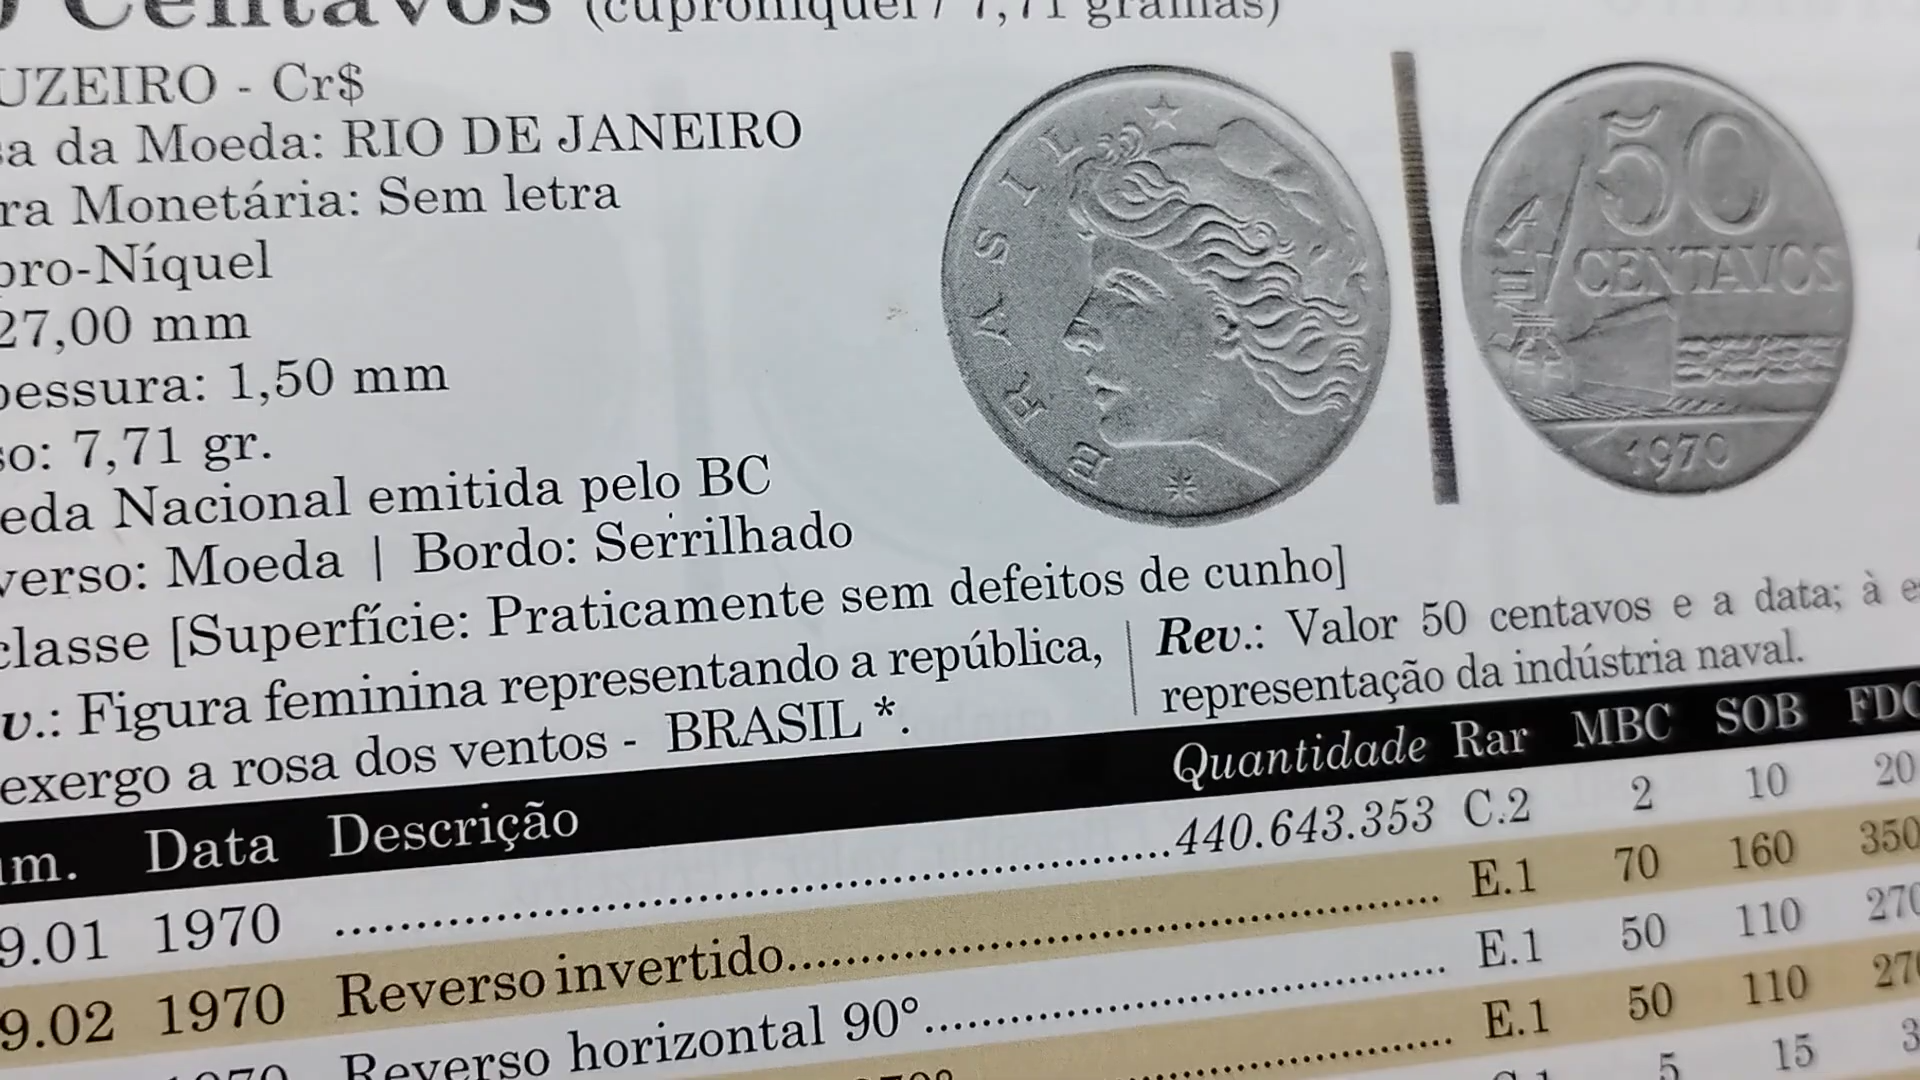 Centavos (cuproníquel / 7,71 gramas)
UZEIRO - Cr$
sa da Moeda: RIO DE JANEIRO
ra Monetária: Sem letra
pro-Níquel
27,00 mm
pessura: 1,50 mm
so: 7,71 gr.
eda Nacional emitida pelo BC
verso: Moeda | Bordo: Serrilhado
classe [Superfície: Praticamente sem defeitos de cunho]
v.: Figura feminina representando a república,
exergo a rosa dos ventos - BRASIL *.
Rev.: Valor 50 centavos e a data; à e
representação da indústria naval.
BRASIL
50
CENTAVOS
1970
m. Data Descrição Quantidade Rar MBC SOB FDC
9.01 1970 ........ 440.643.353 C.2 2 10 20
9.02 1970 Reverso invertido........ E.1 70 160 350
1970 Reverso horizontal 90°........ E.1 50 110 270
E.1 50 110 270
5 15